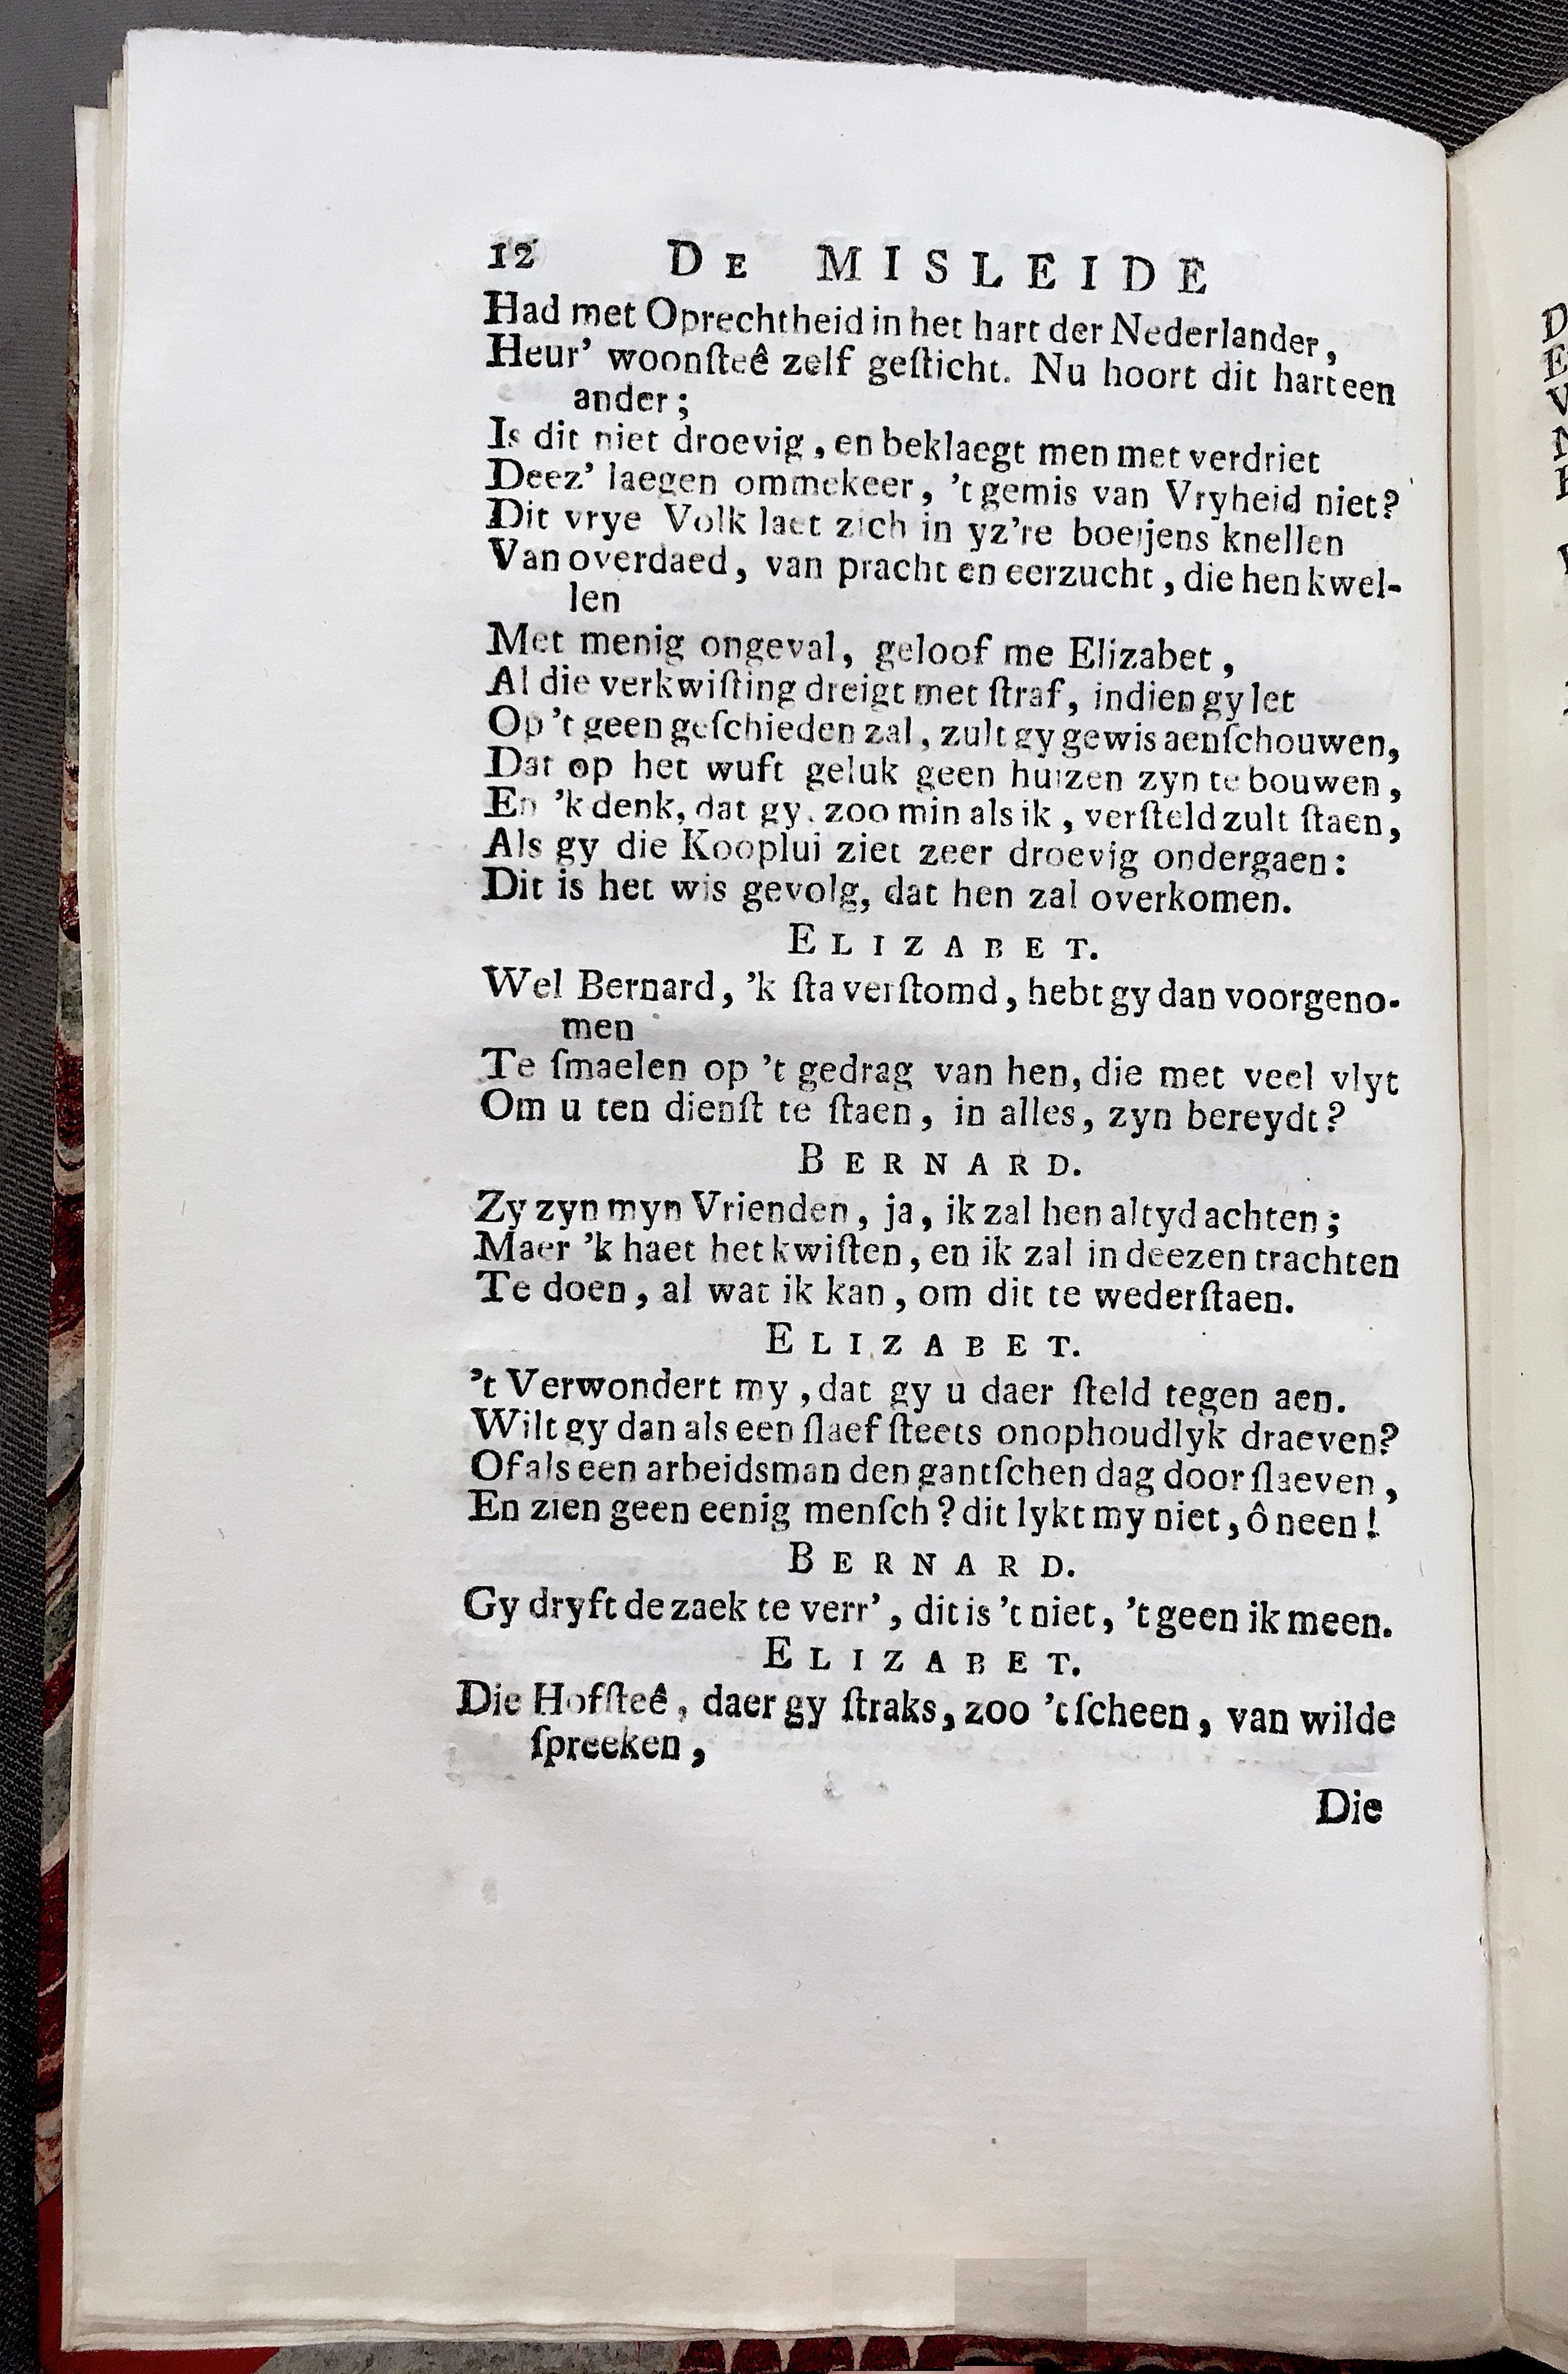 12 DE MISLEIDE
Had met Oprechtheid in het hart der Nederlander,
Heur’ woonſteê zelf geſticht. Nu hoort dit hart een
ander;
Is dit niet droevig, en beklaegt men met verdriet
Deez’ laegen ommekeer, ’t gemis van Vryheid niet?
Dit vrye Volk laet zich in yz’re boeijens knellen
Van overdaed, van pracht en eerzucht, die hen kwel-
len
Met menig ongeval, geloof me Elizabet,
Al die verkwiſting dreigt met ſtraf, indien gy let
Op ’t geen geſchieden zal, zult gy gewis aenſchouwen,
Dat op het wuft geluk geen huizen zyn te bouwen,
En ’k denk, dat gy, zoo min als ik, verſteld zult ſtaen,
Als gy die Kooplui ziet zeer droevig ondergaen:
Dit is het wis gevolg, dat hen zal overkomen.
ELIZABET.
Wel Bernard, ’k ſta verſtomd, hebt gy dan voorgeno-
men
Te ſmaelen op ’t gedrag van hen, die met veel vlyt
Om u ten dienſt te ſtaen, in alles, zyn bereydt?
BERNARD.
Zy zyn myn Vrienden, ja, ik zal hen altyd achten;
Maer ’k haet het kwiſten, en ik zal in deezen trachten
Te doen, al wat ik kan, om dit te wederſtaen.
ELIZABET.
’t Verwondert my, dat gy u daer ſteld tegen aen.
Wilt gy dan als een ſlaef ſteets onophoudlyk draeven?
Of als een arbeidsman den gantſchen dag door ſlaeven,
En zien geen eenig menſch? dit lykt my niet, ô neen!
BERNARD.
Gy dryft de zaek te verr’, dit is ’t niet, ’t geen ik meen.
ELIZABET.
Die Hofſteê, daer gy ſtraks, zoo ’t ſcheen, van wilde
ſpreeken,
Die